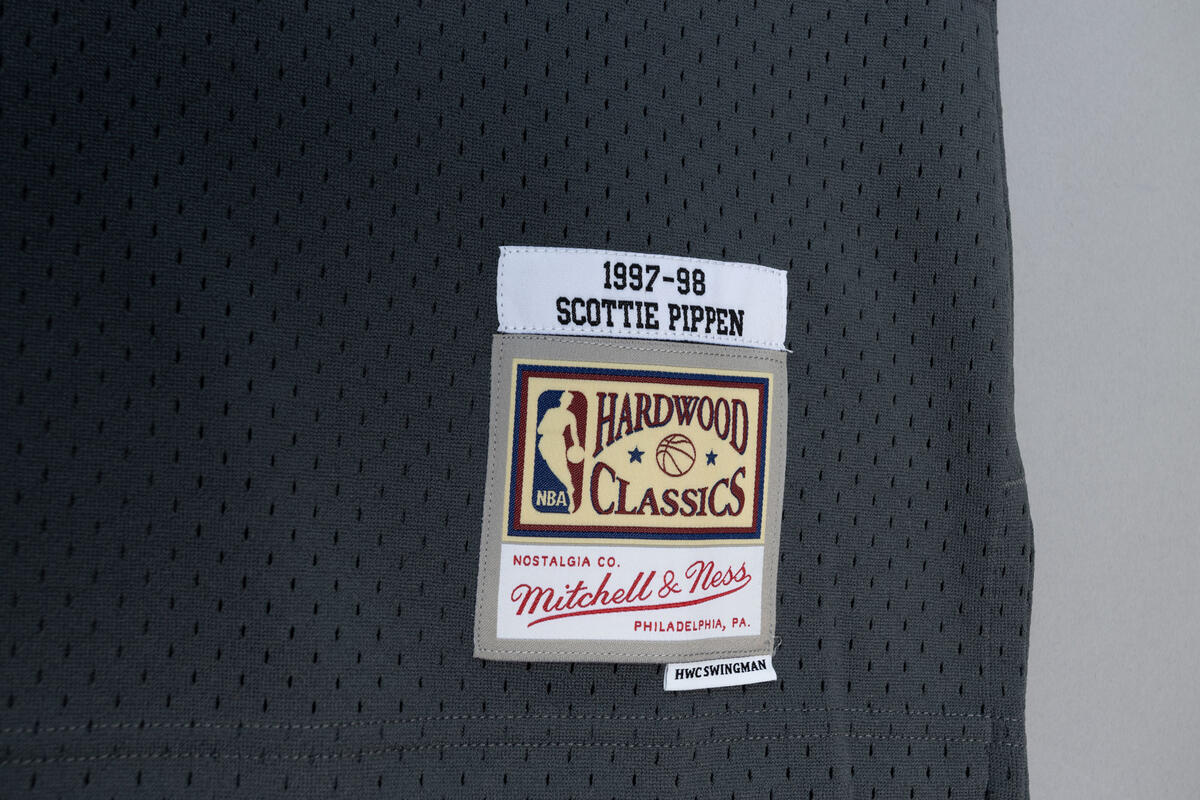 1997-98
SCOTTIE PIPPEN
HARDWOOD
CLASSICS
NBA
NOSTALGIA CO.
Mitchell & Ness
PHILADELPHIA, PA.
HWC SWINGMAN